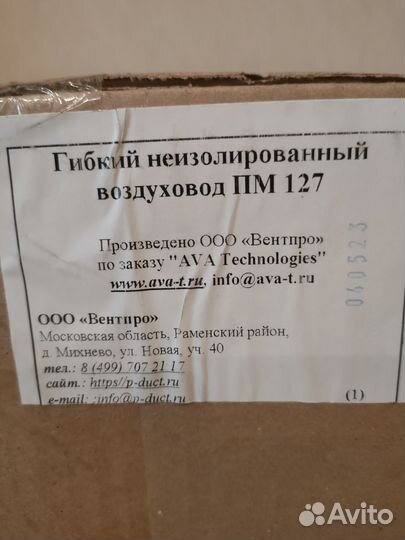 Гибкий неизолированный
воздуховод ПМ 127
Произведено ООО «Вентпро»
по заказу "AVA Technologies"
www.ava-t.ru, info@ava-t.ru
040523
ООО «Вентпро»
Московская область, Раменский район,
д. Михнево, ул. Новая, уч. 40
тел.: 8 (499) 707 21 17
сайт.: https//p-duct.ru
e-mail: :info@p-duct.ru
(1)
Avito